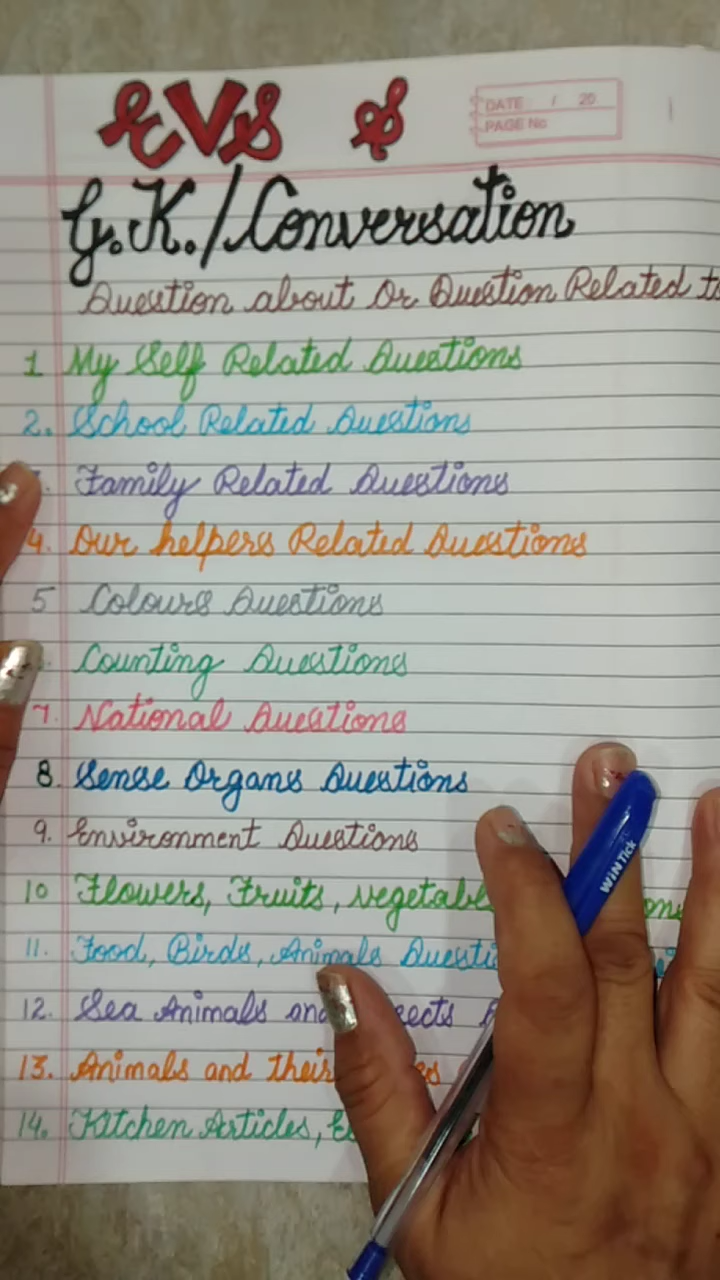 EVS &
DATE / 20
PAGE No
G.K./Conversation
Question about Or Question Related to
1 My Self Related Questions
2. School Related Questions
Family Related Questions
4. Our helpers Related Questions
5 Colours Questions
Counting Questions
7. National Questions
8. Sense Organs Questions
9. Environment Questions
10 Flowers, Fruits,
11. Food, Birds, Animals
12. Sea Animals
13. Animals and their
14. Kitchen Articles,
WIN Tick